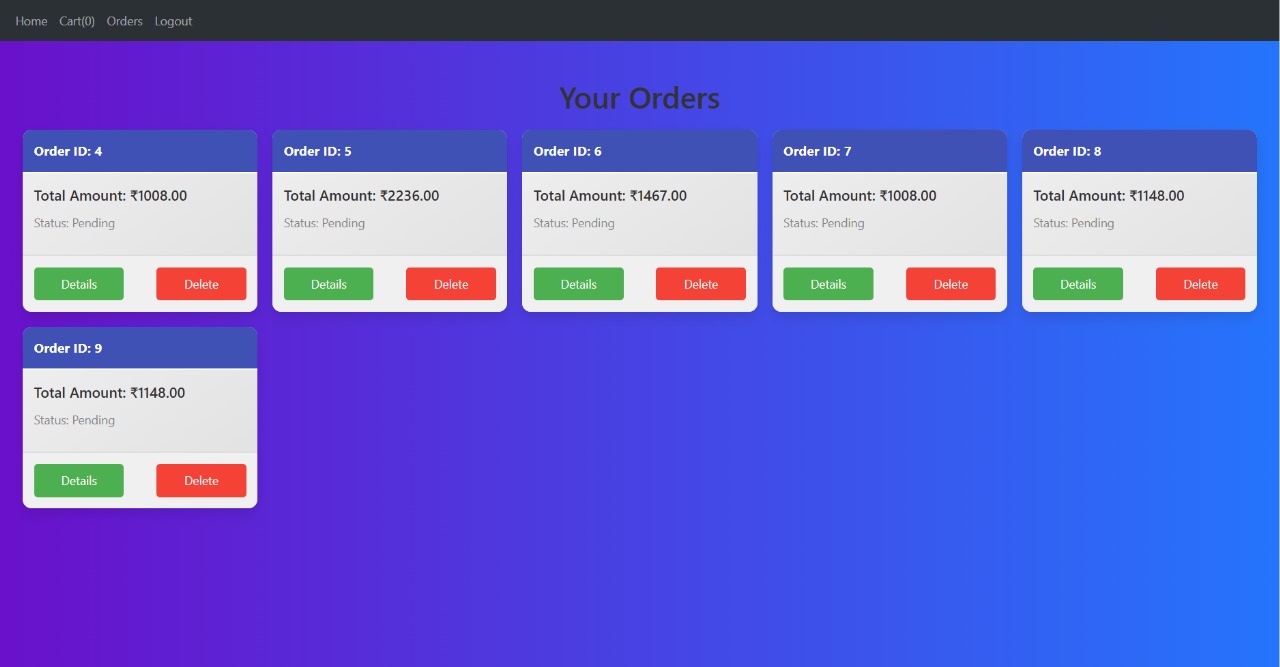 Home Cart(0) Orders Logout
Your Orders
Order ID: 4
Total Amount: ₹1008.00
Status: Pending
Details Delete
Order ID: 5
Total Amount: ₹2236.00
Status: Pending
Details Delete
Order ID: 6
Total Amount: ₹1467.00
Status: Pending
Details Delete
Order ID: 7
Total Amount: ₹1008.00
Status: Pending
Details Delete
Order ID: 8
Total Amount: ₹1148.00
Status: Pending
Details Delete
Order ID: 9
Total Amount: ₹1148.00
Status: Pending
Details Delete